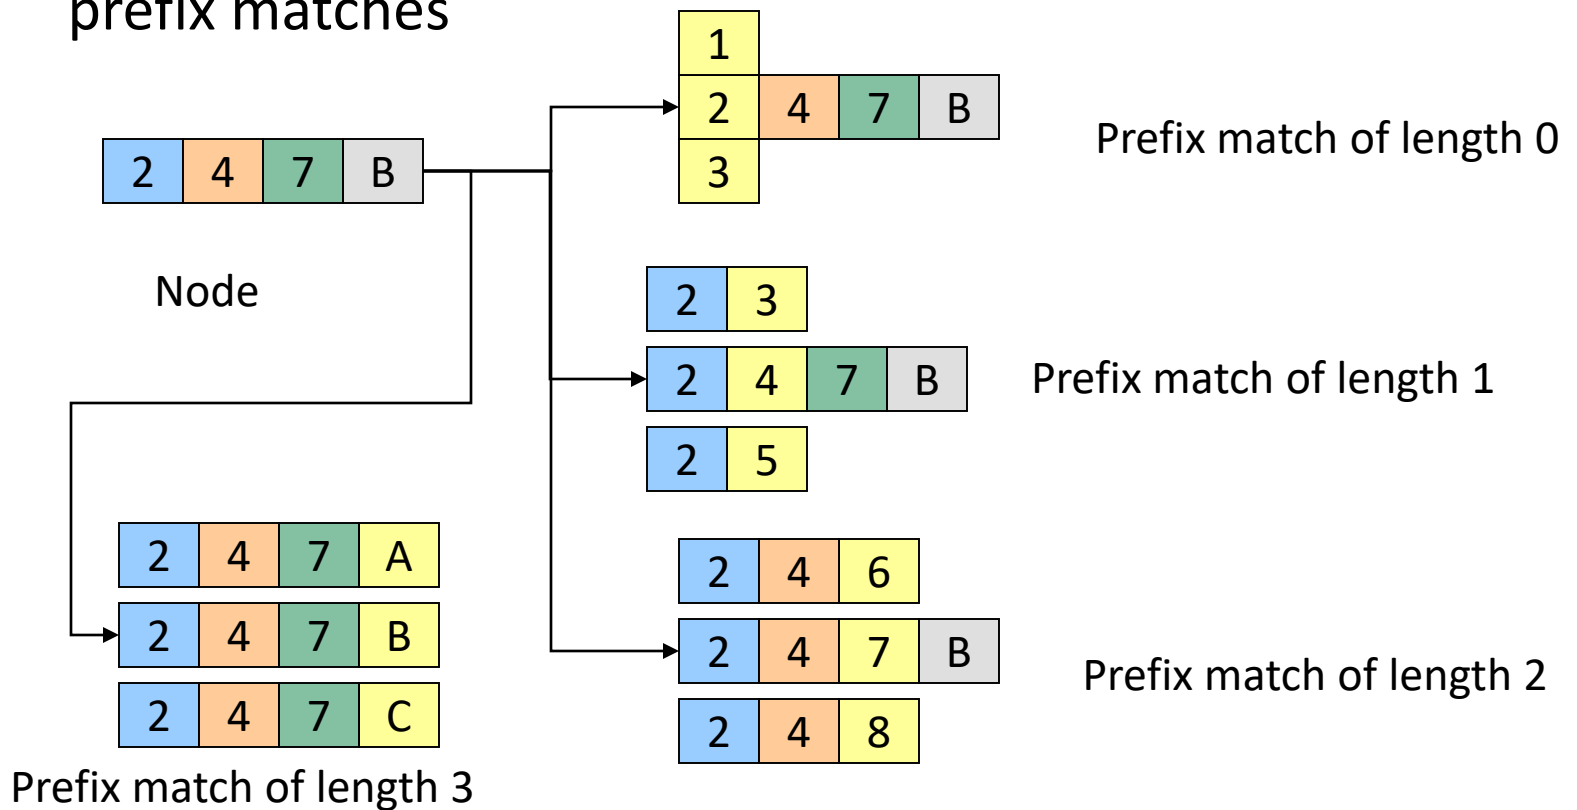 prefix matches
1
2 4 7 B
3
Prefix match of length 0
2 4 7 B
Node
2 3
2 4 7 B
2 5
Prefix match of length 1
2 4 6
2 4 7 B
2 4 8
Prefix match of length 2
2 4 7 A
2 4 7 B
2 4 7 C
Prefix match of length 3